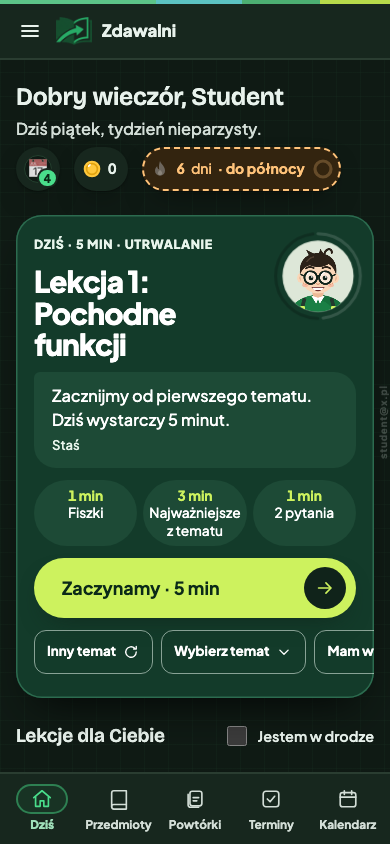 Zdawalni
Dobry wieczór, Student
Dziś piątek, tydzień nieparzysty.
17
4
0
6 dni · do północy
DZIŚ · 5 MIN · UTRWALANIE
Lekcja 1:
Pochodne
funkcji
Zacznijmy od pierwszego tematu.
Dziś wystarczy 5 minut.
Staś
1 min
Fiszki
3 min
Najważniejsze
z tematu
1 min
2 pytania
Zaczynamy · 5 min
Inny temat
Wybierz temat
Mam w
student@x.pl
Lekcje dla Ciebie
Jestem w drodze
Dziś
Przedmioty
Powtórki
Terminy
Kalendarz